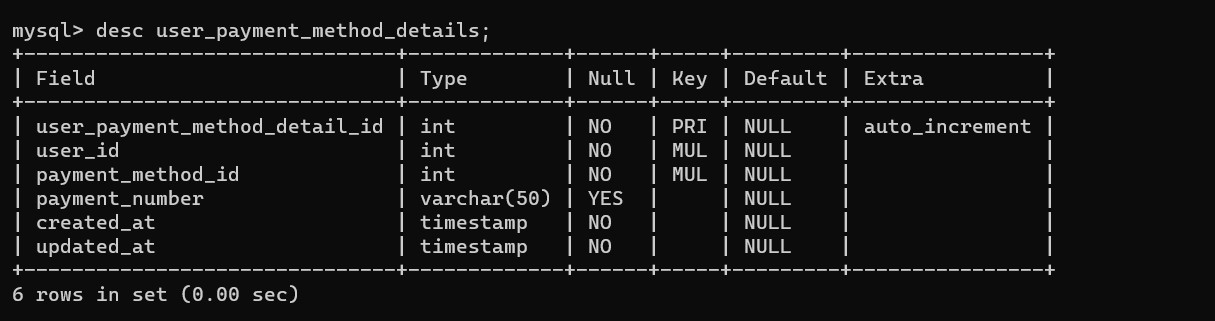 mysql> desc user_payment_method_details;
+-------------------------------+-------------+------+-----+---------+----------------+
| Field                         | Type        | Null | Key | Default | Extra          |
+-------------------------------+-------------+------+-----+---------+----------------+
| user_payment_method_detail_id | int         | NO   | PRI | NULL    | auto_increment |
| user_id                       | int         | NO   | MUL | NULL    |                |
| payment_method_id             | int         | NO   | MUL | NULL    |                |
| payment_number                | varchar(50) | YES  |     | NULL    |                |
| created_at                    | timestamp   | NO   |     | NULL    |                |
| updated_at                    | timestamp   | NO   |     | NULL    |                |
+-------------------------------+-------------+------+-----+---------+----------------+
6 rows in set (0.00 sec)